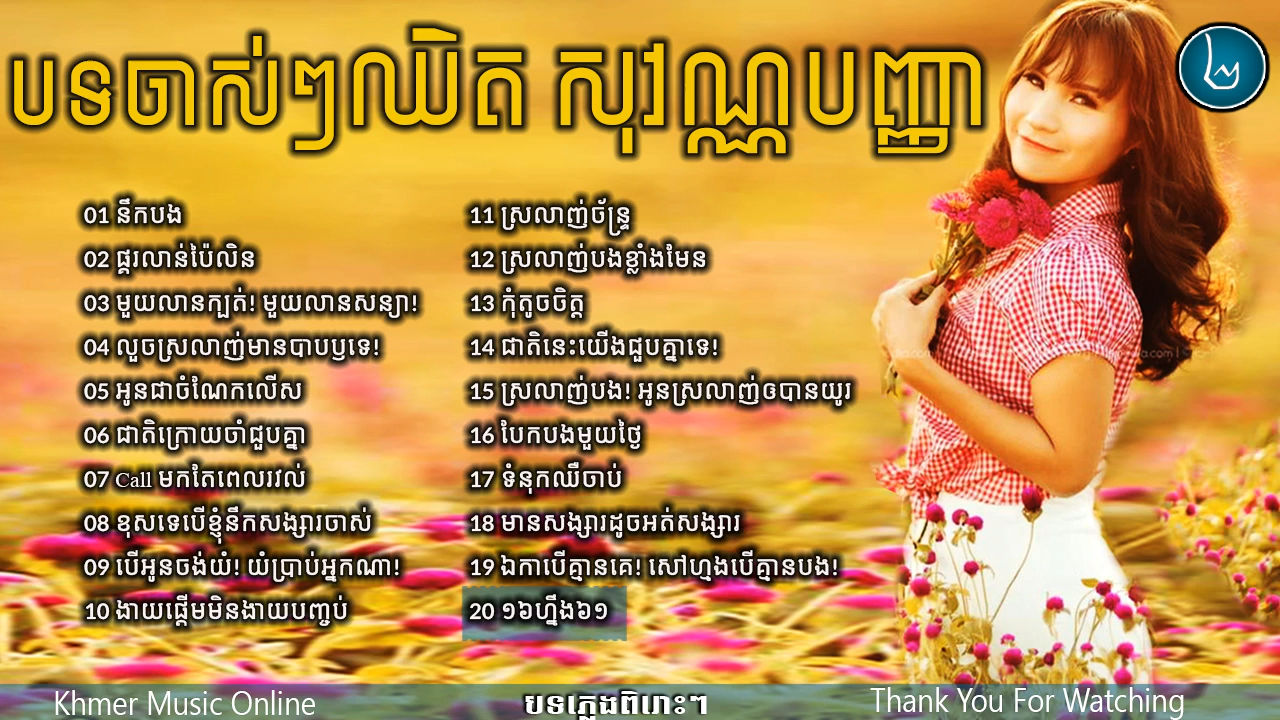 បទចាស់ៗឈិត សុវណ្ណបញ្ញា
01 នឹកបង
02 ផ្គរលាន់ប៉ៃលិន
03 មួយលានក្បត់! មួយលានសន្យា!
04 លួចស្រលាញ់មានបាបឫទេ!
05 អូនជាចំណែកលើស
06 ជាតិក្រោយចាំជួបគ្នា
07 Call មកតែពេលរវល់
08 ខុសទេបើខ្ញុំនឹកសង្សារចាស់
09 បើអូនចង់យំ! យំប្រាប់អ្នកណា!
10 ងាយផ្តើមមិនងាយបញ្ចប់
11 ស្រលាញ់ច័ន្ទ្រ
12 ស្រលាញ់បងខ្លាំងមែន
13 កុំតូចចិត្ត
14 ជាតិនេះយើងជួបគ្នាទេ!
15 ស្រលាញ់បង! អូនស្រលាញ់ឲបានយូរ
16 បែកបងមួយថ្ងៃ
17 ទំនុកឈឺចាប់
18 មានសង្សារដូចអត់សង្សារ
19 ឯកាបើគ្មានគេ! សៅហ្មងបើគ្មានបង!
20 ១៦ហ្នឹង៦១
Khmer Music Online
បទភ្លេងពិរោះៗ
Thank You For Watching